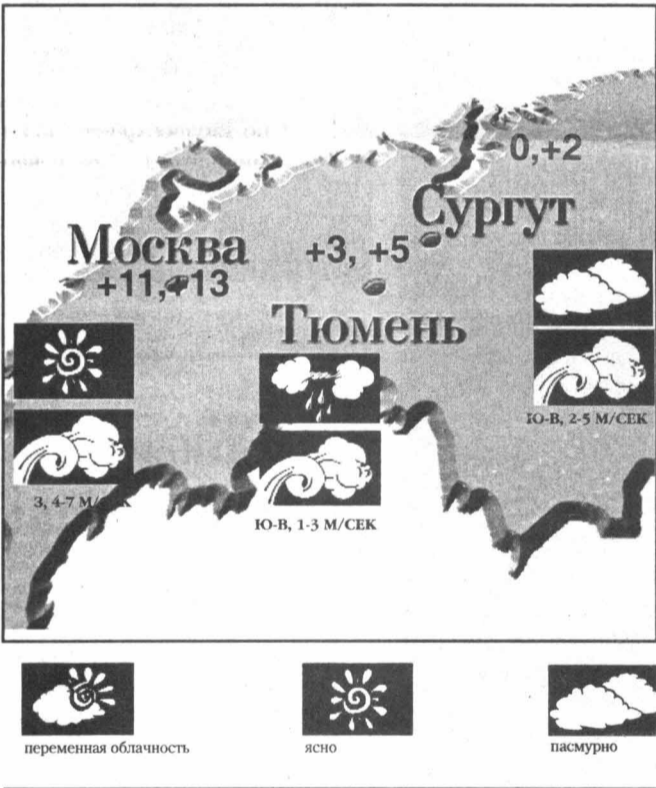 0,+2
Сургут
Москва
+3, +5
+11,+13
Тюмень
Ю-В, 2-5 М/СЕК
З, 4-7 М/СЕК
Ю-В, 1-3 М/СЕК
переменная облачность
ясно
пасмурно